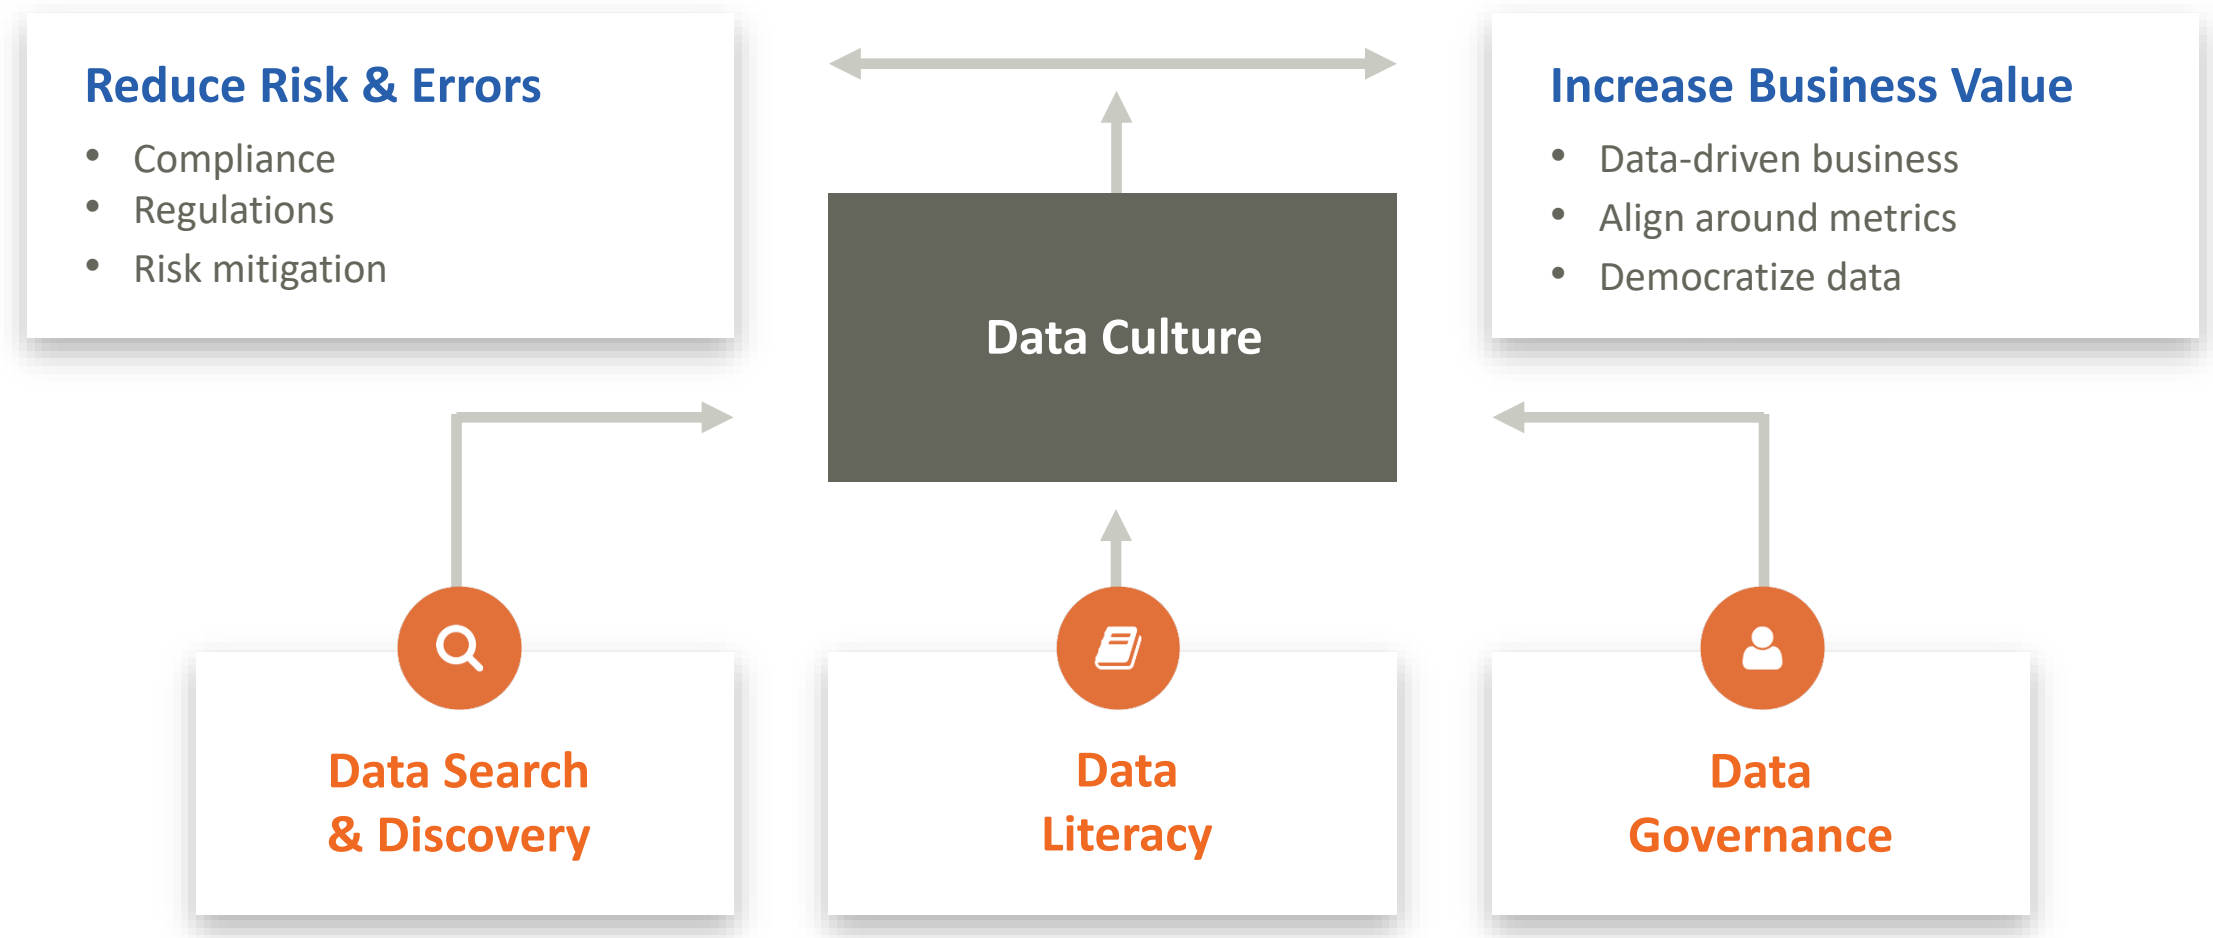 Reduce Risk & Errors
• Compliance
• Regulations
• Risk mitigation
Increase Business Value
• Data-driven business
• Align around metrics
• Democratize data
Data Culture
Data Search
& Discovery
Data
Literacy
Data
Governance